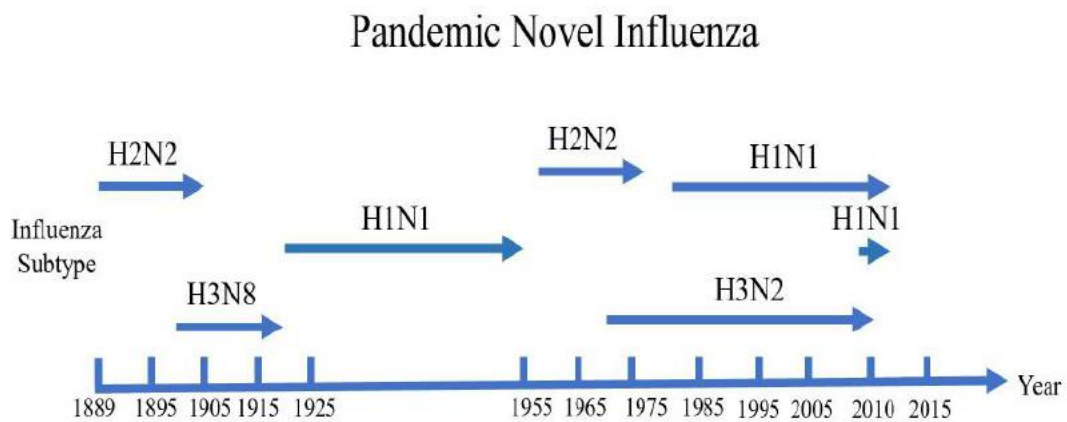 Pandemic Novel Influenza
H2N2
H2N2
H1N1
H1N1
H1N1
Influenza
Subtype
H3N8
H3N2
Year
1889 1895 1905 1915 1925 1955 1965 1975 1985 1995 2005 2010 2015